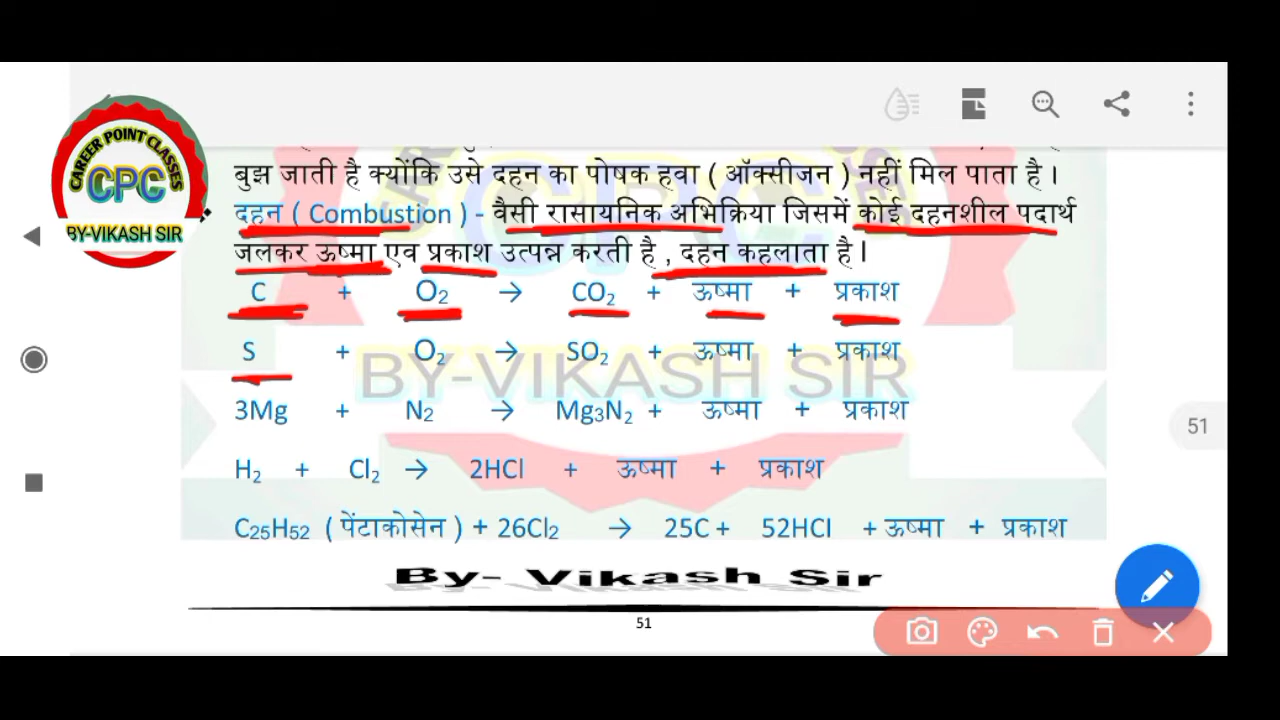 CAREER POINT CLASSES
CPC
BY-VIKASH SIR
बुझ जाती है क्योंकि उसे दहन का पोषक हवा ( ऑक्सीजन ) नहीं मिल पाता है ।
दहन ( Combustion ) - वैसी रासायनिक अभिक्रिया जिसमें कोई दहनशील पदार्थ
जलकर ऊष्मा एव प्रकाश उत्पन्न करती है , दहन कहलाता है ।
C + O₂ → CO₂ + ऊष्मा + प्रकाश
S + O₂ → SO₂ + ऊष्मा + प्रकाश
BY-VIKASH SIR
3Mg + N₂ → Mg₃N₂ + ऊष्मा + प्रकाश
51
H₂ + Cl₂ → 2HCl + ऊष्मा + प्रकाश
C₂₅H₅₂ ( पेंटाकोसेन ) + 26Cl₂ → 25C + 52HCl + ऊष्मा + प्रकाश
By- Vikash Sir
51